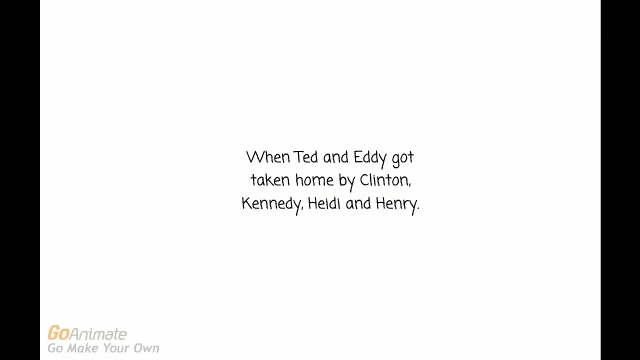 When Ted and Eddy got
taken home by Clinton,
Kennedy, Heidi and Henry.
GoAnimate
Go Make Your Own